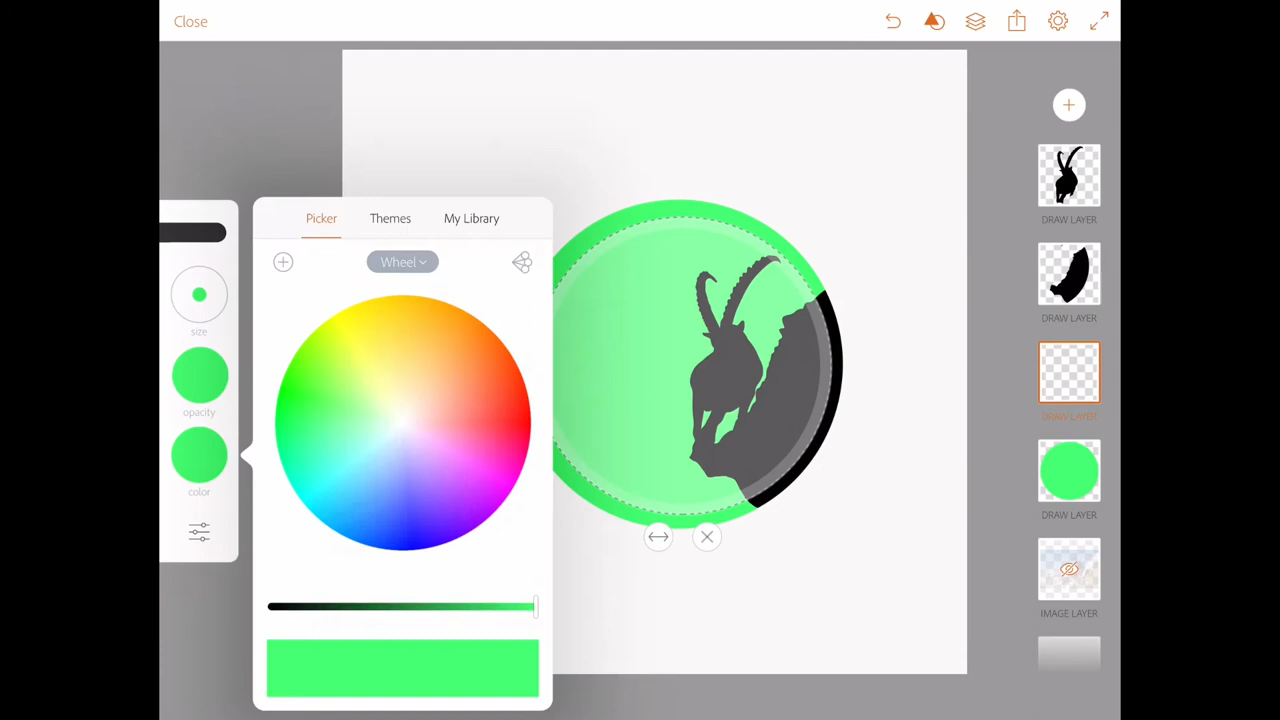 Close
Picker
Themes
My Library
Wheel
size
opacity
color
DRAW LAYER
DRAW LAYER
DRAW LAYER
DRAW LAYER
IMAGE LAYER